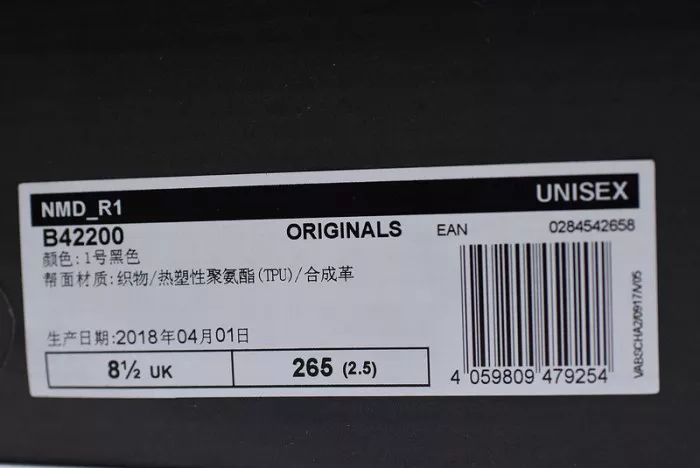 NMD_R1 UNISEX
B42200 ORIGINALS EAN 0284542658
颜色:1号黑色
帮面材质:织物/热塑性聚氨酯(TPU)/合成革
生产日期:2018年04月01日
8½ UK 265 (2.5)
4 059809 479254
VABSCHA2/0917/V/05